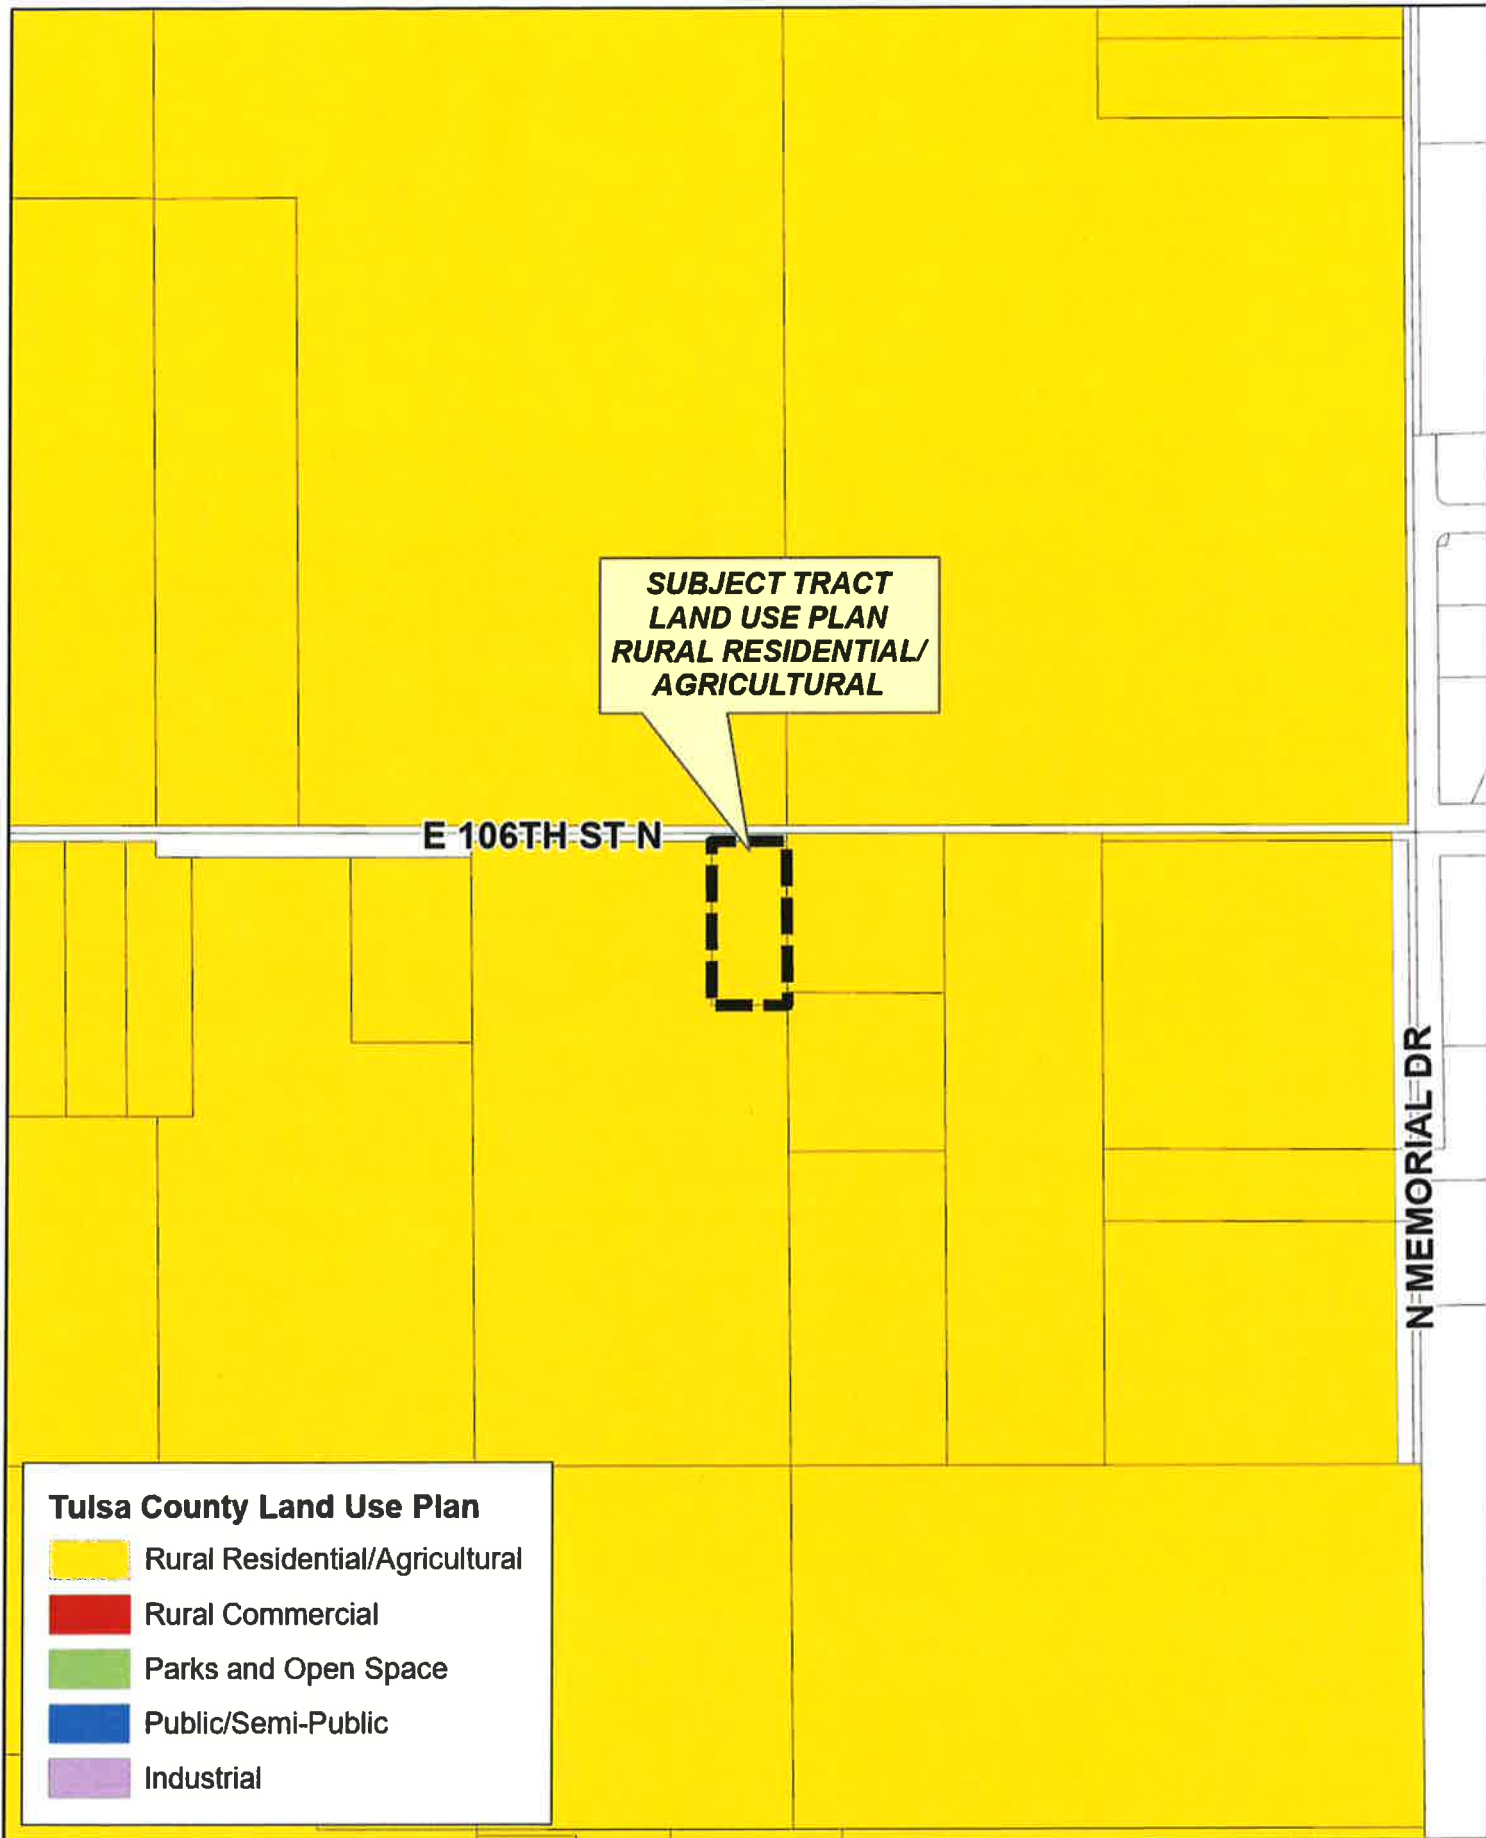 SUBJECT TRACT
LAND USE PLAN
RURAL RESIDENTIAL/
AGRICULTURAL
E 106TH ST N
N MEMORIAL DR
Tulsa County Land Use Plan
Rural Residential/Agricultural
Rural Commercial
Parks and Open Space
Public/Semi-Public
Industrial